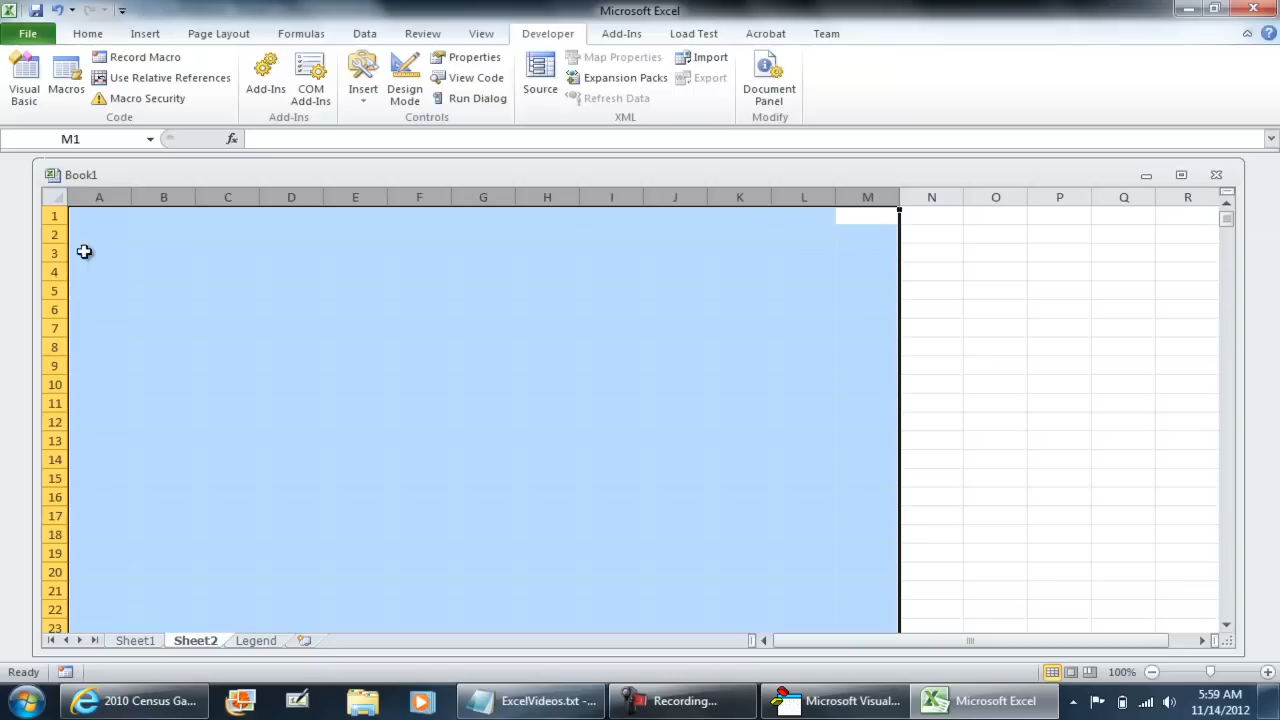 Microsoft Excel
File Home Insert Page Layout Formulas Data Review View Developer Add-Ins Load Test Acrobat Team
Visual Basic
Macros
Record Macro
Use Relative References
Macro Security
Code
Add-Ins
COM Add-Ins
Add-Ins
Insert
Design Mode
Properties
View Code
Run Dialog
Controls
Source
Map Properties
Expansion Packs
Refresh Data
Import
Export
XML
Document Panel
Modify
M1
fx
Book1
A B C D E F G H I J K L M N O P Q R
1
2
3
4
5
6
7
8
9
10
11
12
13
14
15
16
17
18
19
20
21
22
23
Sheet1 Sheet2 Legend
Ready
100%
2010 Census Ga...
ExcelVideos.txt -...
Recording...
Microsoft Visual...
Microsoft Excel
5:59 AM
11/14/2012